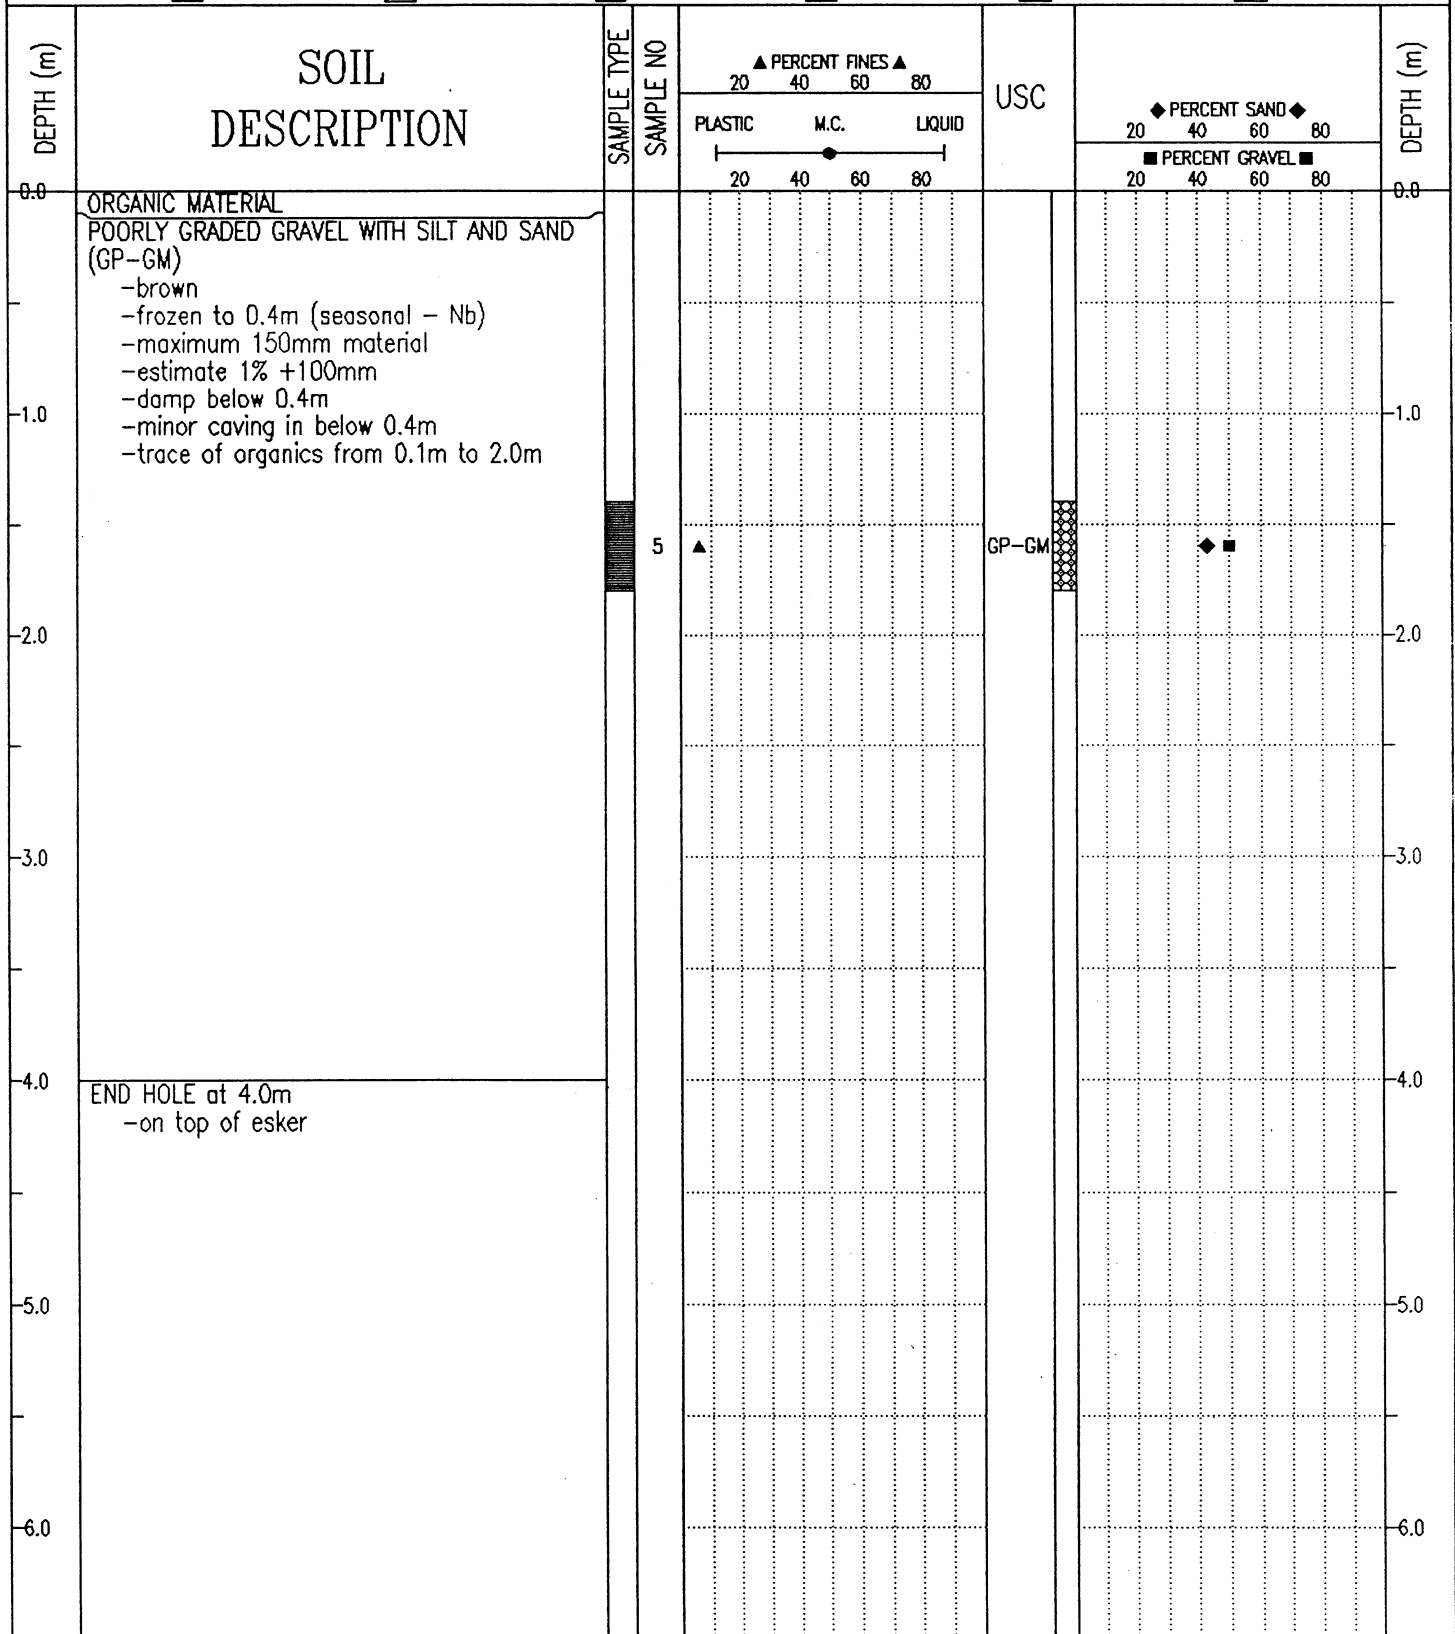 DEPTH (m)
SOIL
DESCRIPTION
SAMPLE TYPE
SAMPLE NO
▲ PERCENT FINES ▲
20 40 60 80
PLASTIC M.C. LIQUID
20 40 60 80
USC
◆ PERCENT SAND ◆
20 40 60 80
■ PERCENT GRAVEL ■
20 40 60 80
DEPTH (m)
0.0
0.0
ORGANIC MATERIAL
POORLY GRADED GRAVEL WITH SILT AND SAND
(GP-GM)
-brown
-frozen to 0.4m (seasonal - Nb)
-maximum 150mm material
-estimate 1% +100mm
-damp below 0.4m
-minor caving in below 0.4m
-trace of organics from 0.1m to 2.0m
1.0
1.0
5
GP-GM
2.0
2.0
3.0
3.0
4.0
4.0
END HOLE at 4.0m
-on top of esker
5.0
5.0
6.0
6.0